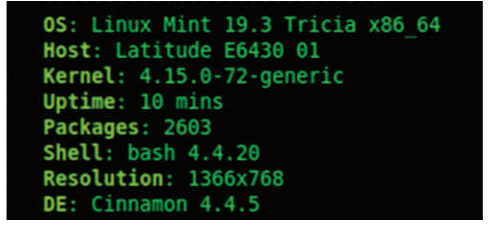 OS: Linux Mint 19.3 Tricia x86_64
Host: Latitude E6430 01
Kernel: 4.15.0-72-generic
Uptime: 10 mins
Packages: 2603
Shell: bash 4.4.20
Resolution: 1366x768
DE: Cinnamon 4.4.5